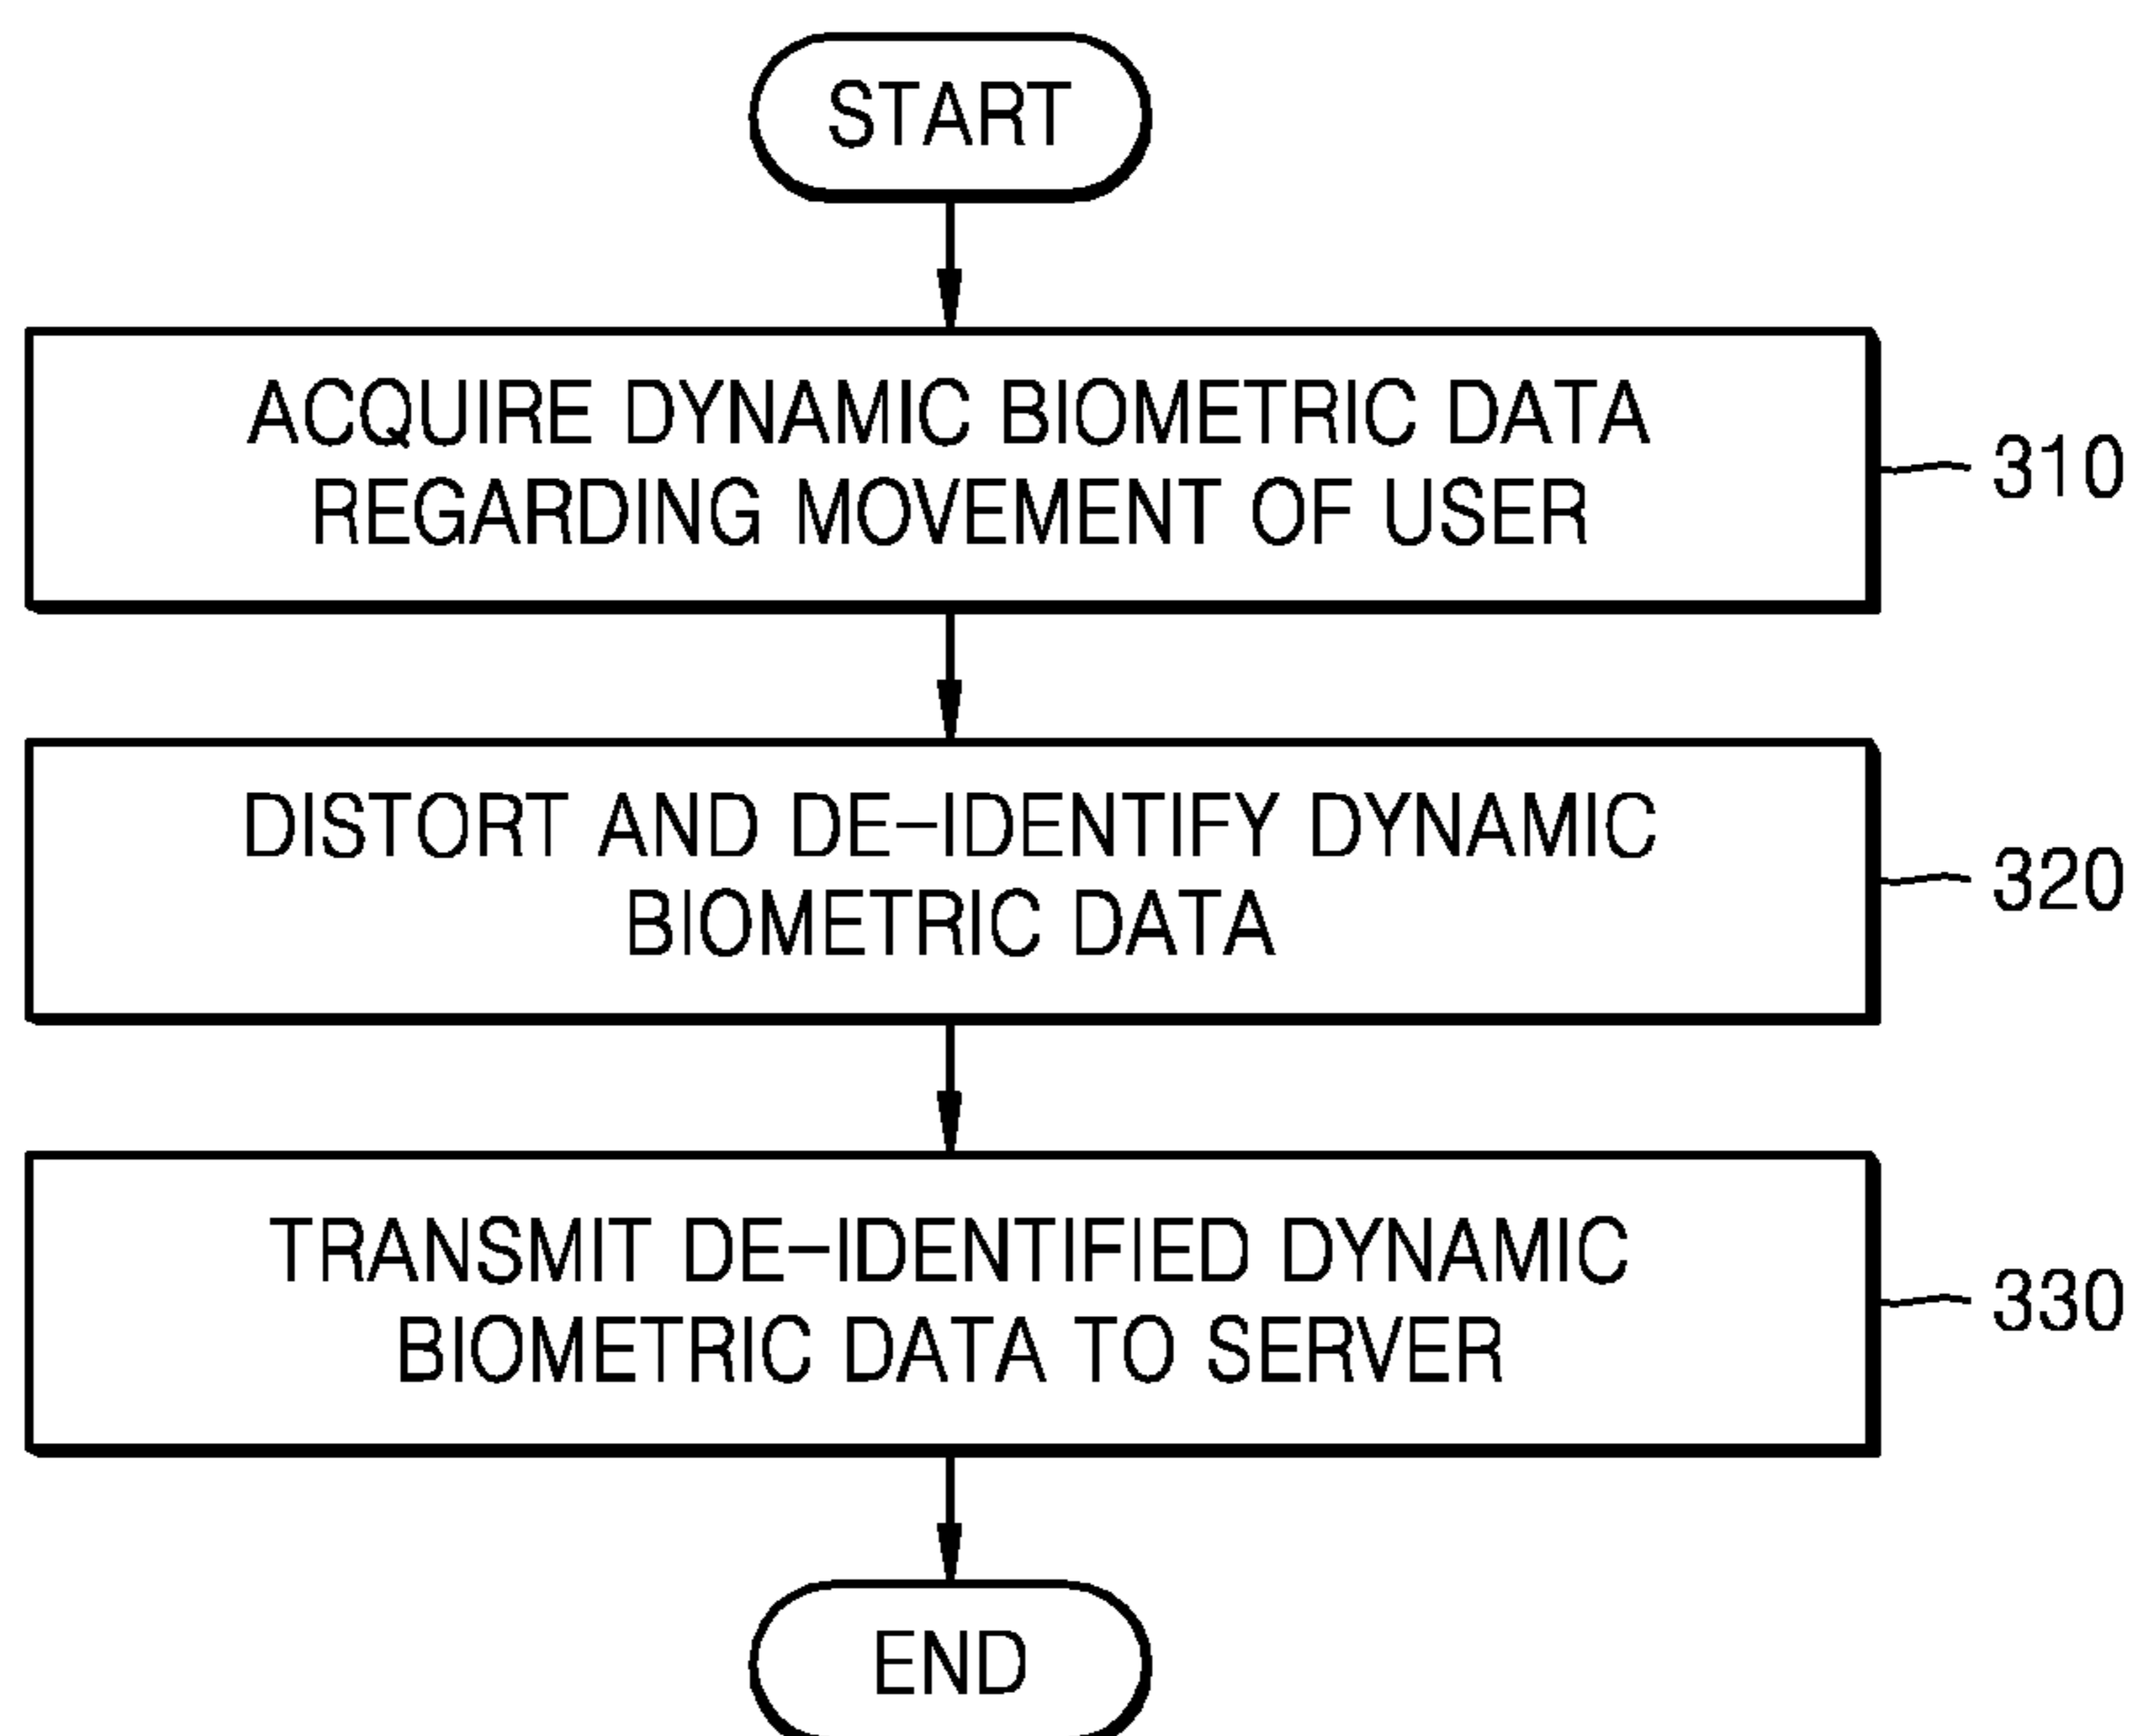 START
ACQUIRE DYNAMIC BIOMETRIC DATA
REGARDING MOVEMENT OF USER
310
DISTORT AND DE-IDENTIFY DYNAMIC
BIOMETRIC DATA
320
TRANSMIT DE-IDENTIFIED DYNAMIC
BIOMETRIC DATA TO SERVER
330
END